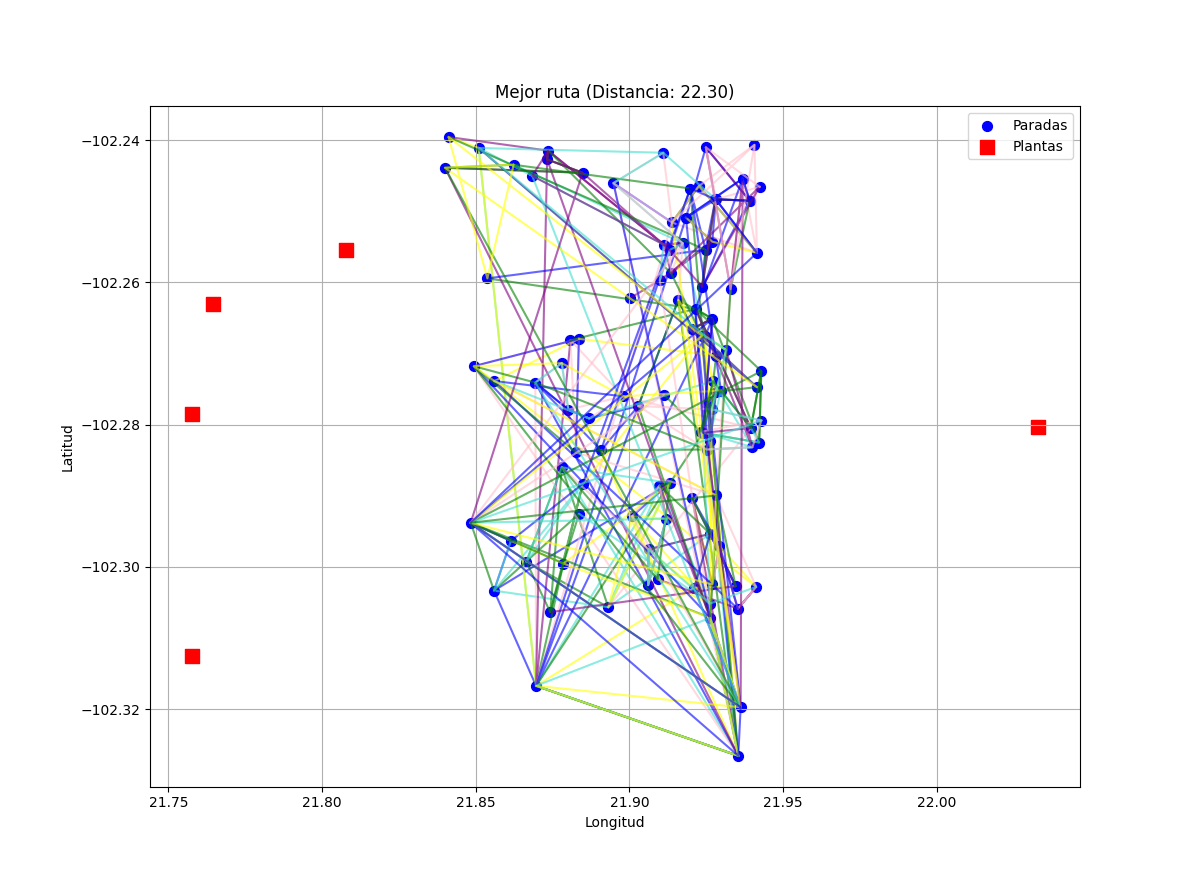 Mejor ruta (Distancia: 22.30)
Paradas
Plantas
−102.24
−102.26
−102.28
−102.30
−102.32
Latitud
21.75 21.80 21.85 21.90 21.95 22.00
Longitud